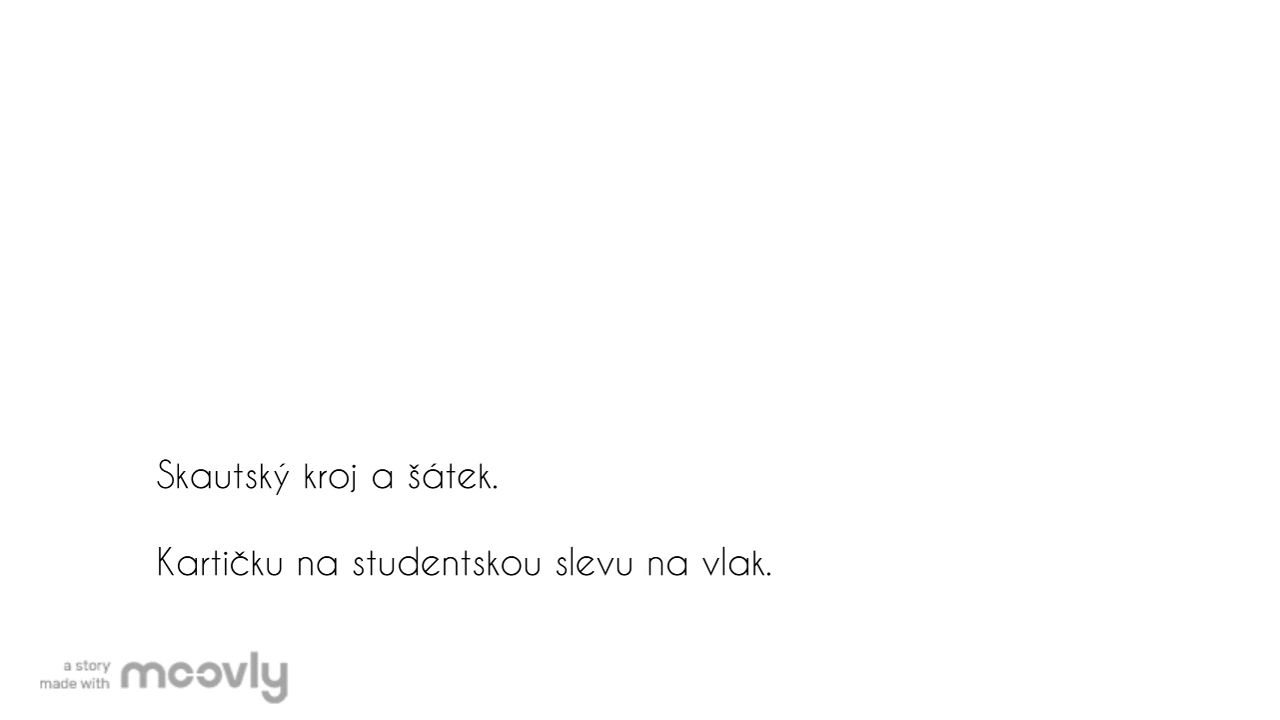 Skautský kroj a šátek.
Kartičku na studentskou slevu na vlak.
a story
made with
moovly